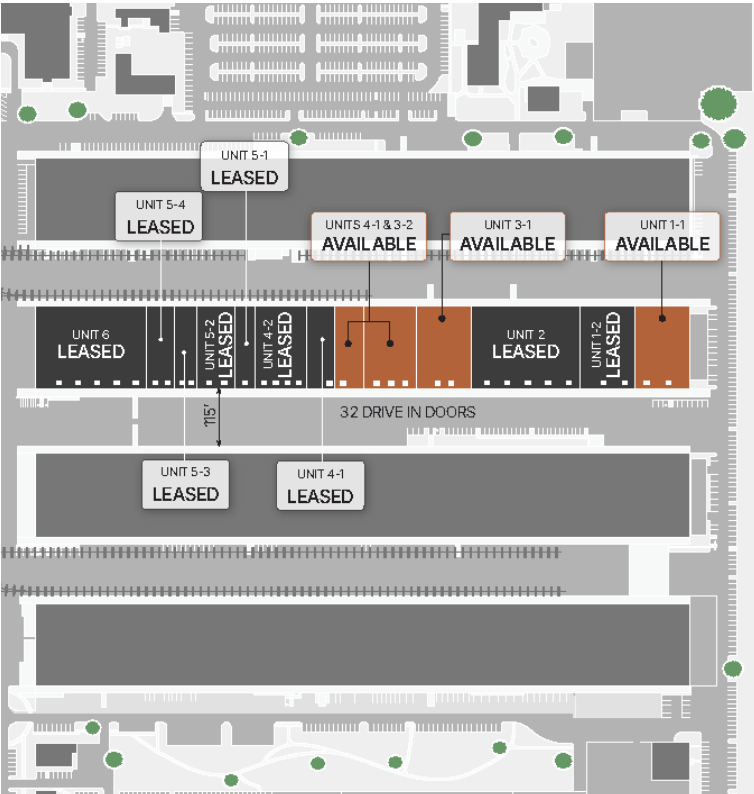 UNIT 5-1
LEASED
UNIT 5-4
LEASED
UNITS 4-1 & 3-2
AVAILABLE
UNIT 3-1
AVAILABLE
UNIT 1-1
AVAILABLE
UNIT 6
LEASED
UNIT 5-2
LEASED
UNIT 4-2
LEASED
UNIT 2
LEASED
UNIT 1-2
LEASED
115'
32 DRIVE IN DOORS
UNIT 5-3
LEASED
UNIT 4-1
LEASED